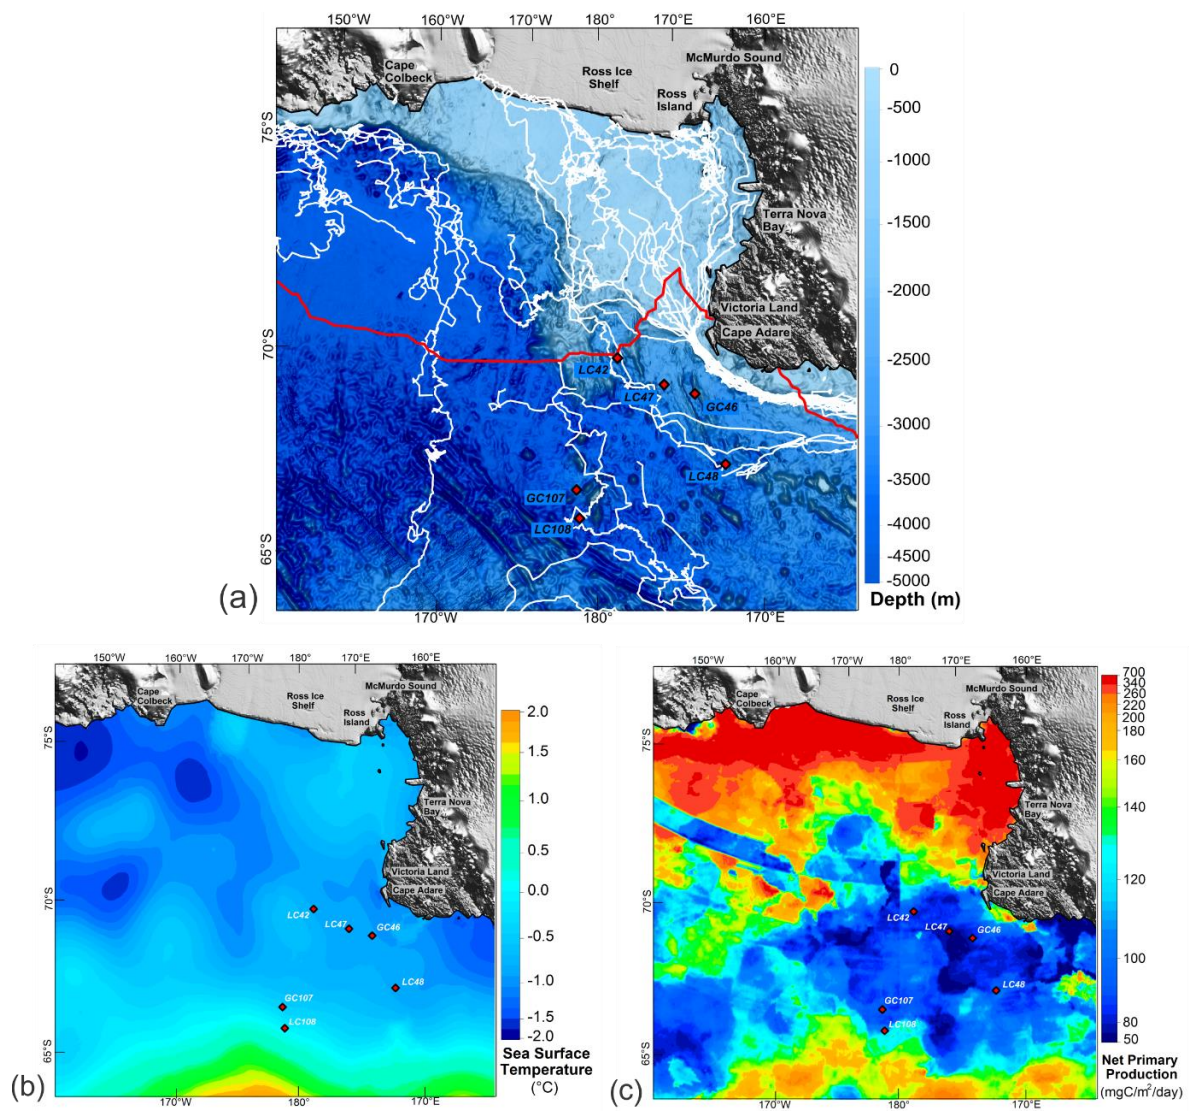 150°W 160°W 170°W 180° 170°E 160°E
McMurdo Sound
Cape
Colbeck
Ross Ice
Shelf
Ross
Island
75°S
Terra Nova
Bay
Victoria Land
Cape Adare
70°S
LC42
LC47
GC46
LC48
GC107
LC108
65°S
170°W 180° 170°E
0
-500
-1000
-1500
-2000
-2500
-3000
-3500
-4000
-4500
-5000
Depth (m)
(a)
150°W 160°W 170°W 180° 170°E 160°E
McMurdo Sound
Cape
Colbeck
Ross Ice
Shelf
Ross
Island
75°S
Terra Nova
Bay
Victoria Land
Cape Adare
70°S
LC42
LC47
GC46
LC48
GC107
LC108
65°S
170°W 180° 170°E
2.0
1.5
1.0
0.5
0.0
-0.5
-1.0
-1.5
-2.0
Sea Surface
Temperature
(°C)
(b)
150°W 160°W 170°W 180° 170°E 160°E
McMurdo Sound
Cape
Colbeck
Ross Ice
Shelf
Ross
Island
75°S
Terra Nova
Bay
Victoria Land
Cape Adare
70°S
LC42
LC47
GC46
LC48
GC107
LC108
65°S
170°W 180° 170°E
700
340
260
220
200
180
140
120
100
80
50
Net Primary
Production
(mgC/m²/day)
(c)